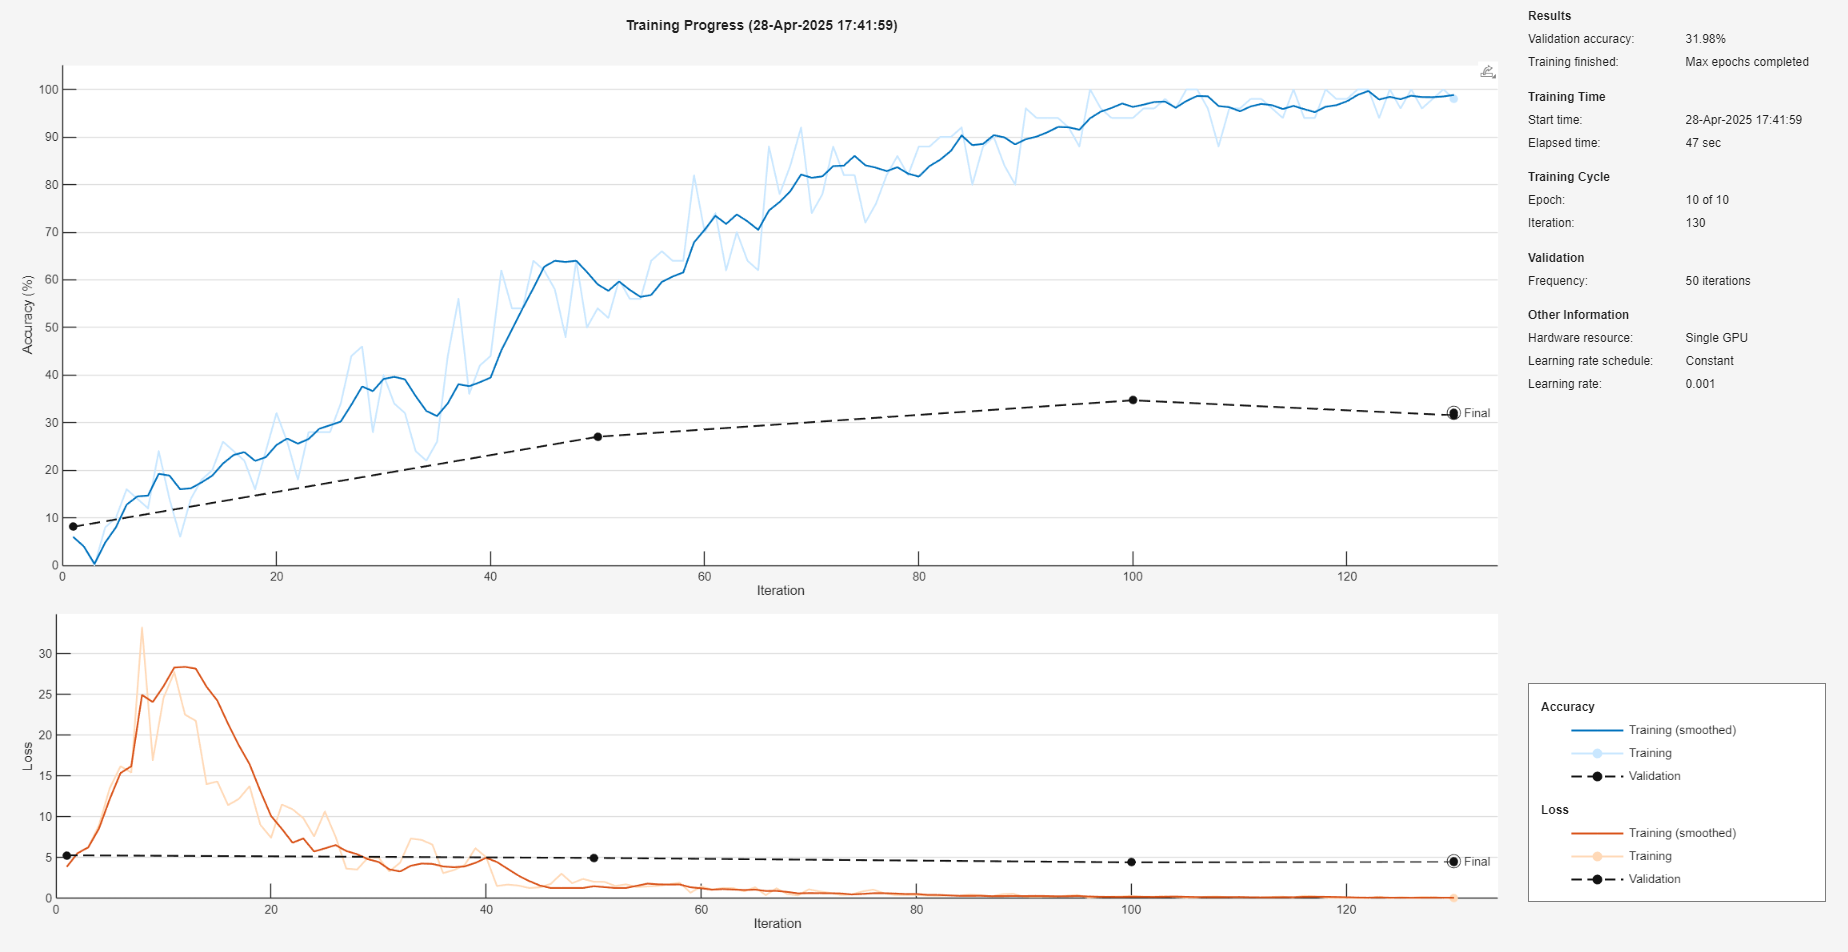 Training Progress (28-Apr-2025 17:41:59)
100
90
80
70
60
50
40
30
20
10
0
Accuracy (%)
Final
0 20 40 60 80 100 120
Iteration
30
25
20
15
10
5
0
Loss
Final
0 20 40 60 80 100 120
Iteration
Results
Validation accuracy: 31.98%
Training finished: Max epochs completed
Training Time
Start time: 28-Apr-2025 17:41:59
Elapsed time: 47 sec
Training Cycle
Epoch: 10 of 10
Iteration: 130
Validation
Frequency: 50 iterations
Other Information
Hardware resource: Single GPU
Learning rate schedule: Constant
Learning rate: 0.001
Accuracy
Training (smoothed)
Training
Validation
Loss
Training (smoothed)
Training
Validation